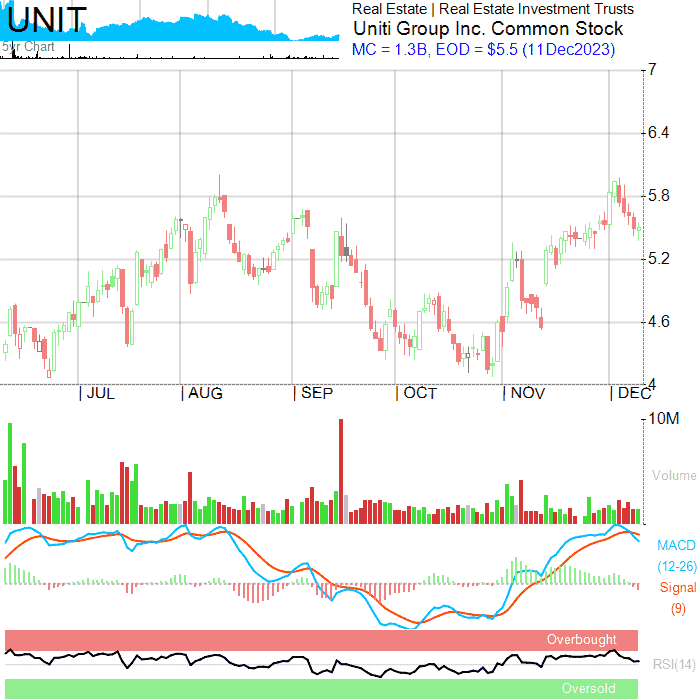 UNIT
5yr Chart
Real Estate | Real Estate Investment Trusts
Uniti Group Inc. Common Stock
MC = 1.3B, EOD = $5.5 (11Dec2023)
7
6.4
5.8
5.2
4.6
4
JUL
AUG
SEP
OCT
NOV
DEC
10M
Volume
MACD
(12-26)
Signal
(9)
Overbought
RSI(14)
Oversold